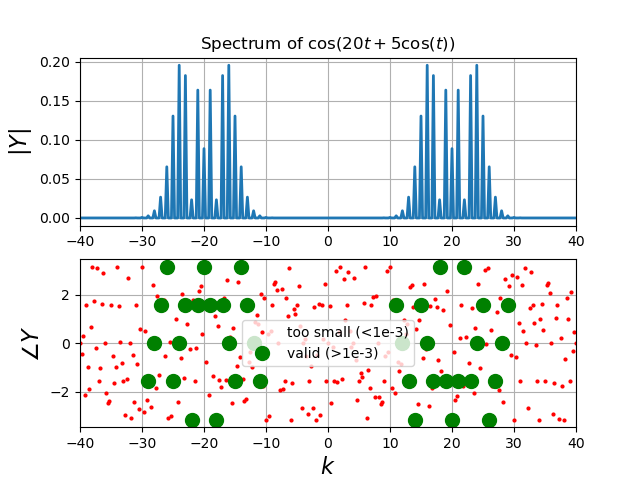 Spectrum of cos(20t + 5cos(t))
0.20
0.15
0.10
0.05
0.00
|Y|
−40 −30 −20 −10 0 10 20 30 40
2
0
−2
∠Y
too small (<1e-3)
valid (>1e-3)
−40 −30 −20 −10 0 10 20 30 40
k